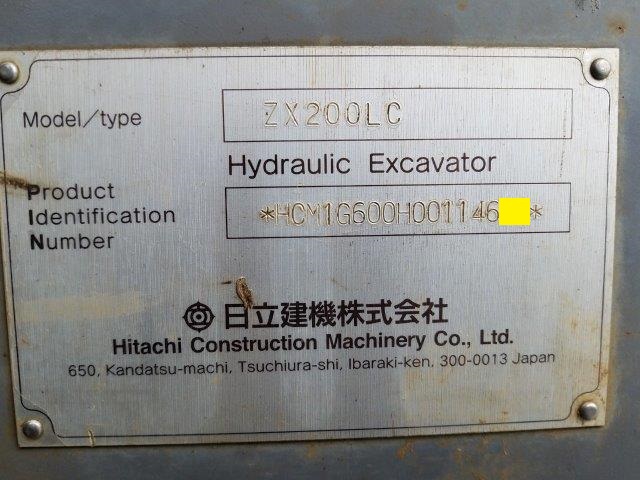 Model/type ZX200LC
Hydraulic Excavator
Product
Identification
Number
*HCM1G600H001146 *
日立建機株式会社
Hitachi Construction Machinery Co., Ltd.
650, Kandatsu-machi, Tsuchiura-shi, Ibaraki-ken, 300-0013 Japan